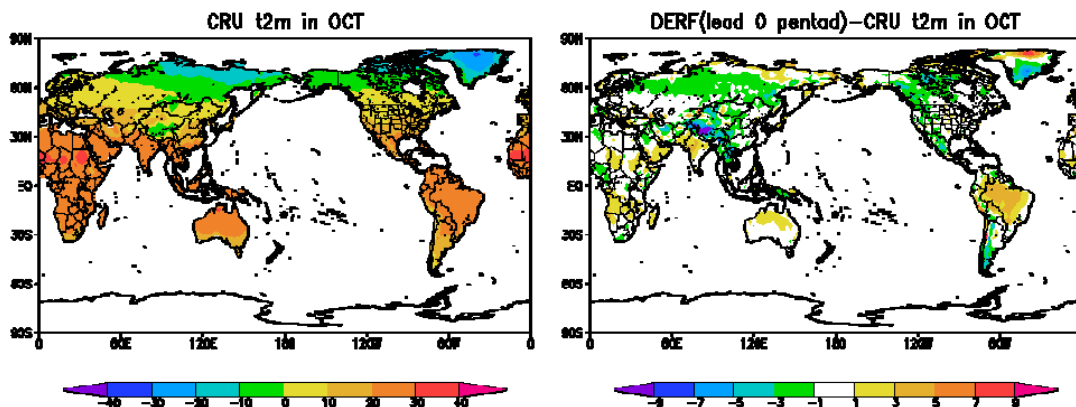 CRU t2m in OCT
90N
60N
30N
EQ
30S
60S
90S
0 60E 120E 180 120W 60W 0
-40 -30 -20 -10 0 10 20 30 40
DERF(lead 0 pentad)-CRU t2m in OCT
90N
60N
30N
EQ
30S
60S
90S
0 60E 120E 180 120W 60W
-9 -7 -5 -3 -1 1 3 5 7 9